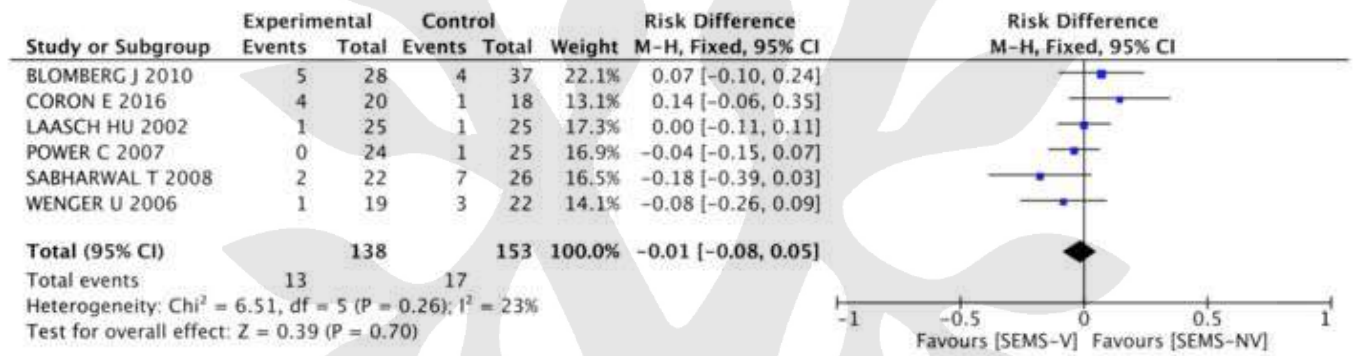 Experimental Control Risk Difference Risk Difference
Study or Subgroup Events Total Events Total Weight M-H, Fixed, 95% CI M-H, Fixed, 95% CI
BLOMBERG J 2010 5 28 4 37 22.1% 0.07 [-0.10, 0.24]
CORON E 2016 4 20 1 18 13.1% 0.14 [-0.06, 0.35]
LAASCH HU 2002 1 25 1 25 17.3% 0.00 [-0.11, 0.11]
POWER C 2007 0 24 1 25 16.9% -0.04 [-0.15, 0.07]
SABHARWAL T 2008 2 22 7 26 16.5% -0.18 [-0.39, 0.03]
WENGER U 2006 1 19 3 22 14.1% -0.08 [-0.26, 0.09]
Total (95% CI) 138 153 100.0% -0.01 [-0.08, 0.05]
Total events 13 17
Heterogeneity: Chi² = 6.51, df = 5 (P = 0.26); I² = 23%
Test for overall effect: Z = 0.39 (P = 0.70)
-1 -0.5 0 0.5 1
Favours [SEMS-V] Favours [SEMS-NV]